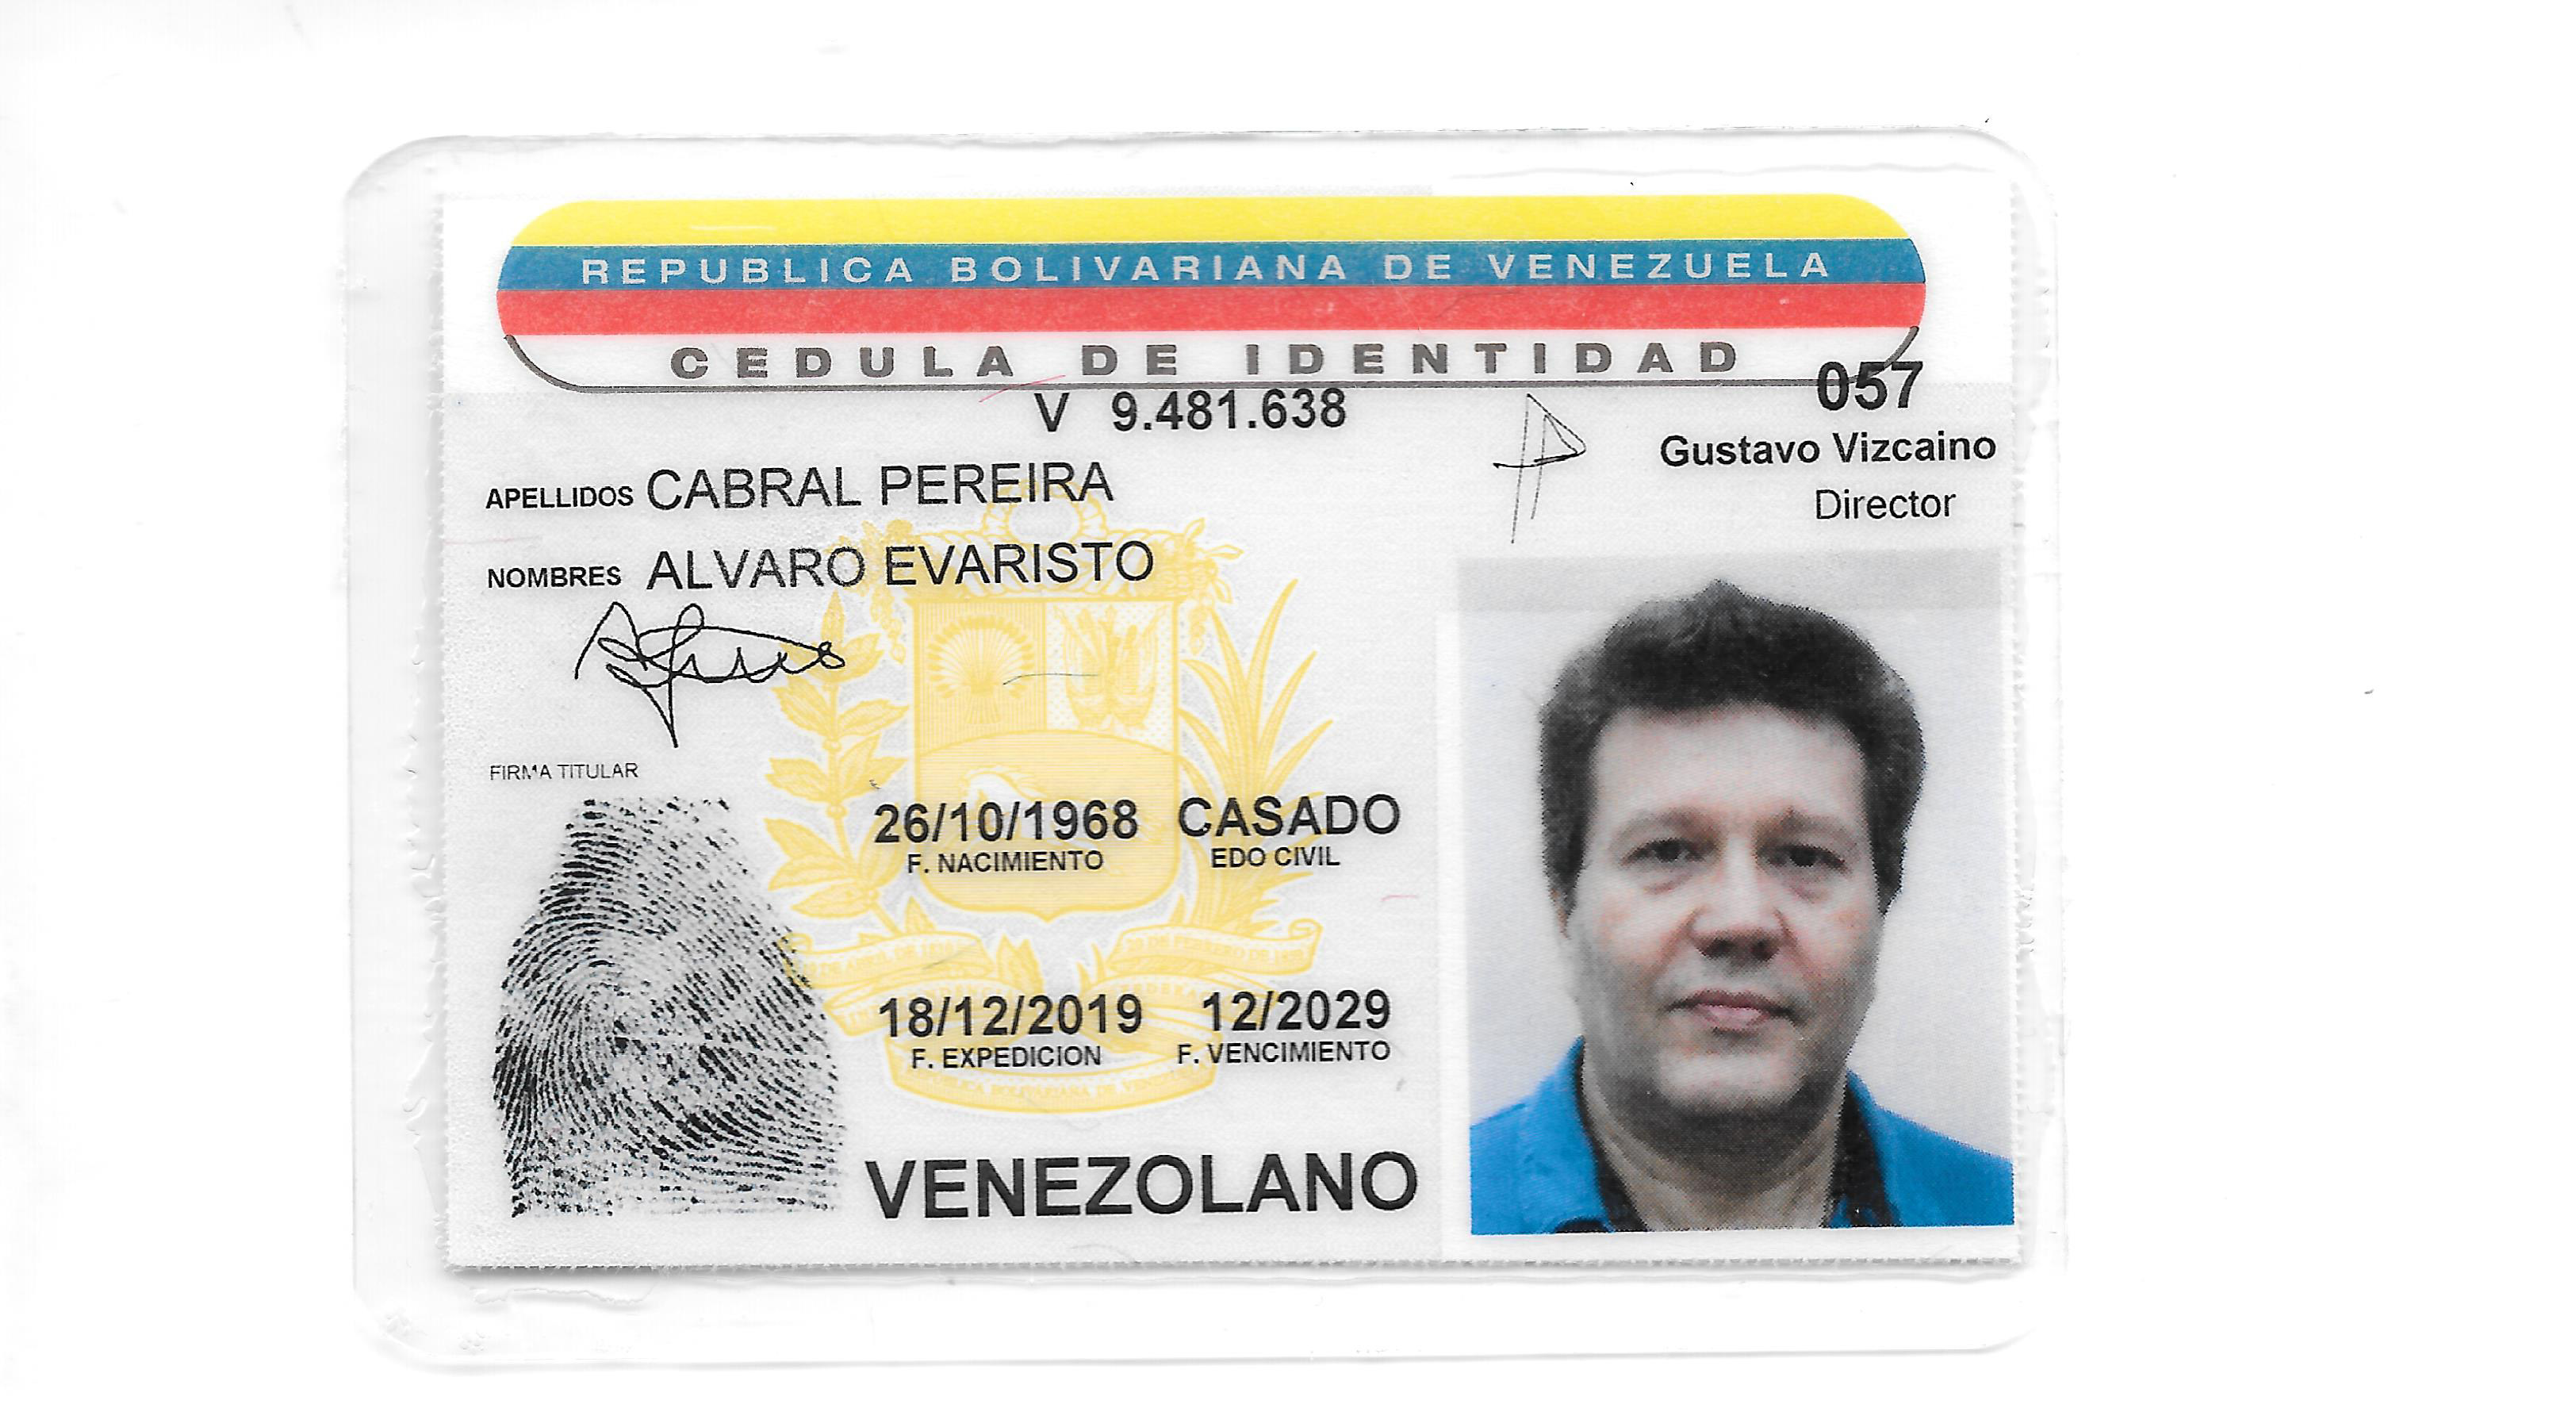 REPUBLICA BOLIVARIANA DE VENEZUELA
CEDULA DE IDENTIDAD
V 9.481.638
057
Gustavo Vizcaino
Director
APELLIDOS CABRAL PEREIRA
NOMBRES ALVARO EVARISTO
FIRMA TITULAR
26/10/1968 CASADO
F. NACIMIENTO EDO CIVIL
18/12/2019 12/2029
F. EXPEDICION F. VENCIMIENTO
VENEZOLANO